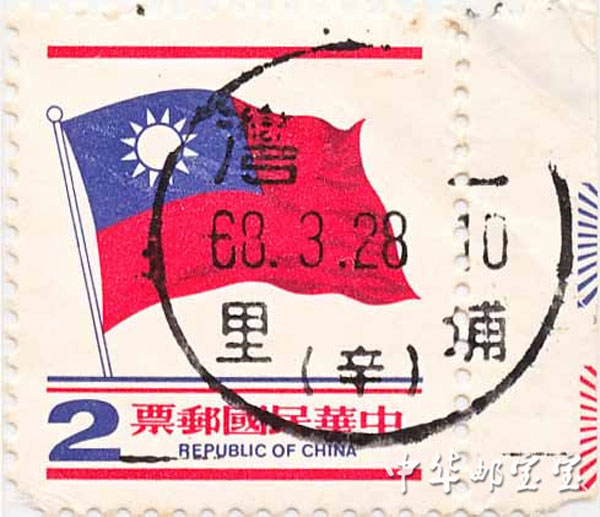 灣
68.3.28 10
埔里
(辛)
2
中華民國郵票
REPUBLIC OF CHINA
中华邮宝宝